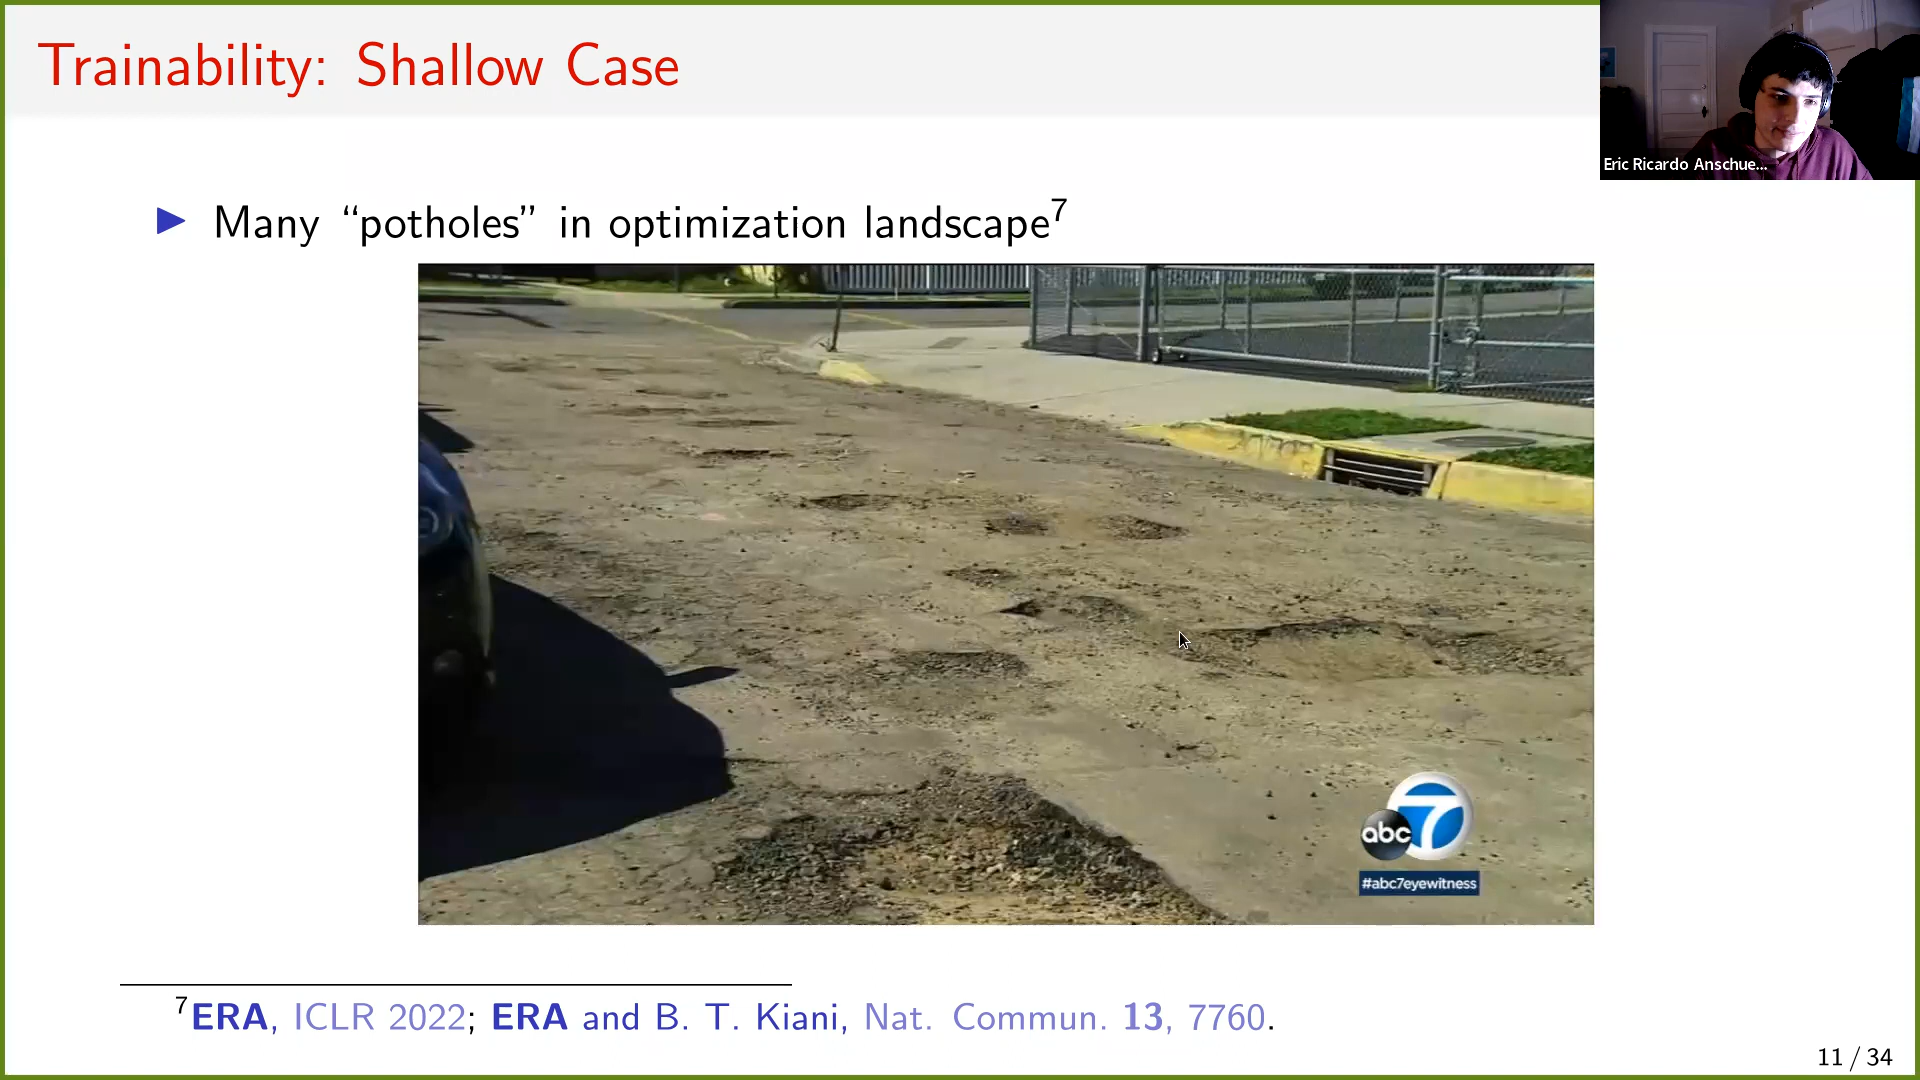 Trainability: Shallow Case
Eric Ricardo Anschue...
▶ Many “potholes” in optimization landscape⁷
abc 7
#abc7eyewitness
⁷ERA, ICLR 2022; ERA and B. T. Kiani, Nat. Commun. 13, 7760.
11 / 34